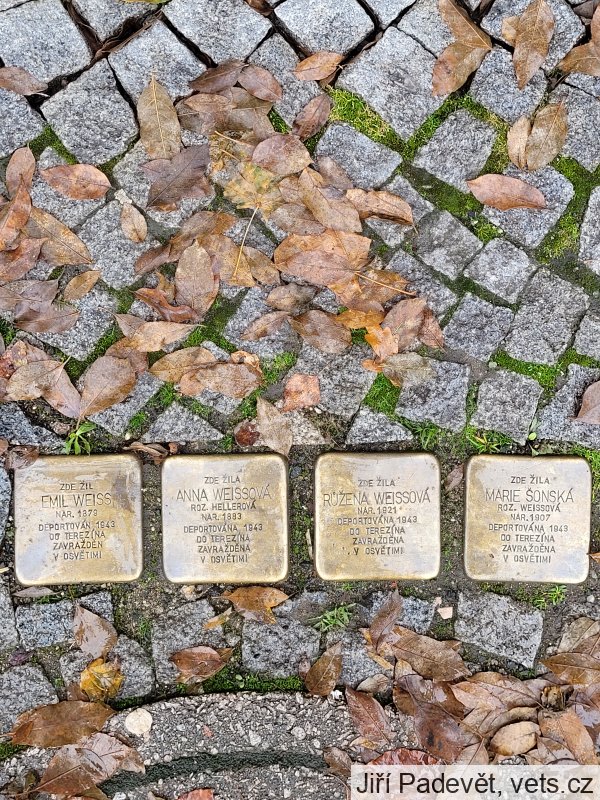 ZDE ŽIL
EMIL WEISS
NAR. 1879
DEPORTOVÁN 1943
DO TEREZÍNA
ZAVRAŽDĚN
V OSVĚTIMI
ZDE ŽILA
ANNA WEISSOVÁ
ROZ. HELLEROVÁ
NAR. 1883
DEPORTOVÁNA 1943
DO TEREZÍNA
ZAVRAŽDĚNA
V OSVĚTIMI
ZDE ŽILA
RŮŽENA WEISSOVÁ
NAR. 1921
DEPORTOVÁNA 1943
DO TEREZÍNA
ZAVRAŽDĚNA
V OSVĚTIMI
ZDE ŽILA
MARIE ŠONSKÁ
ROZ. WEISSOVÁ
NAR. 1907
DEPORTOVÁNA 1943
DO TEREZÍNA
ZAVRAŽDĚNA
V OSVĚTIMI
Jiří Padevět, vets.cz